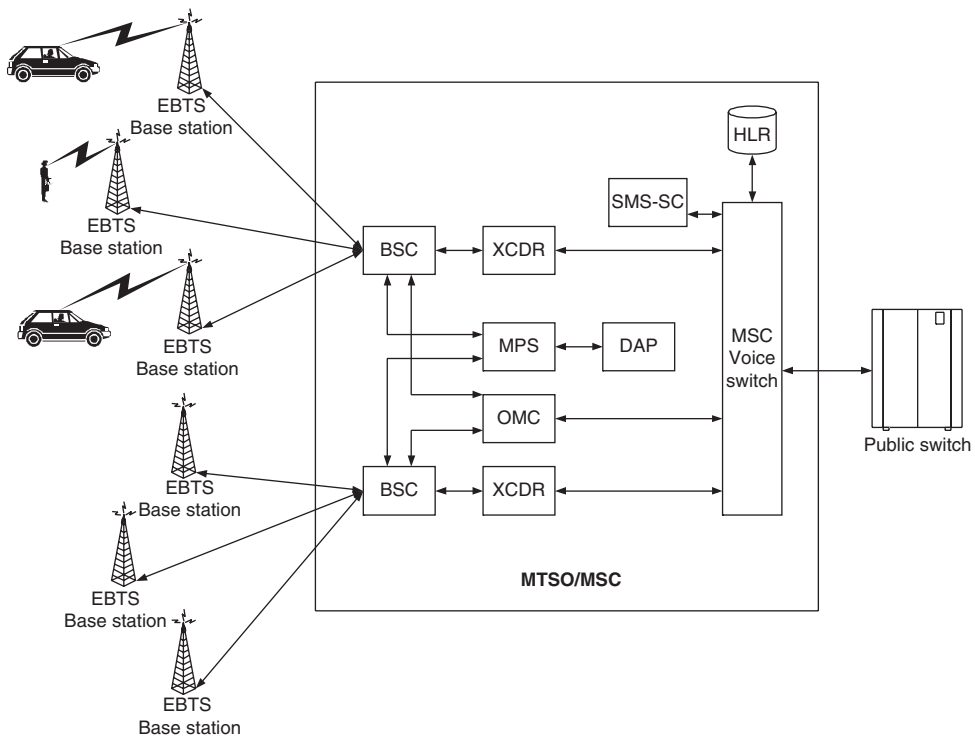 EBTS
Base station
HLR
EBTS
Base station
SMS-SC
BSC
XCDR
EBTS
Base station
MPS
DAP
MSC
Voice
switch
OMC
Public switch
EBTS
Base station
BSC
XCDR
EBTS
Base station
MTSO/MSC
EBTS
Base station